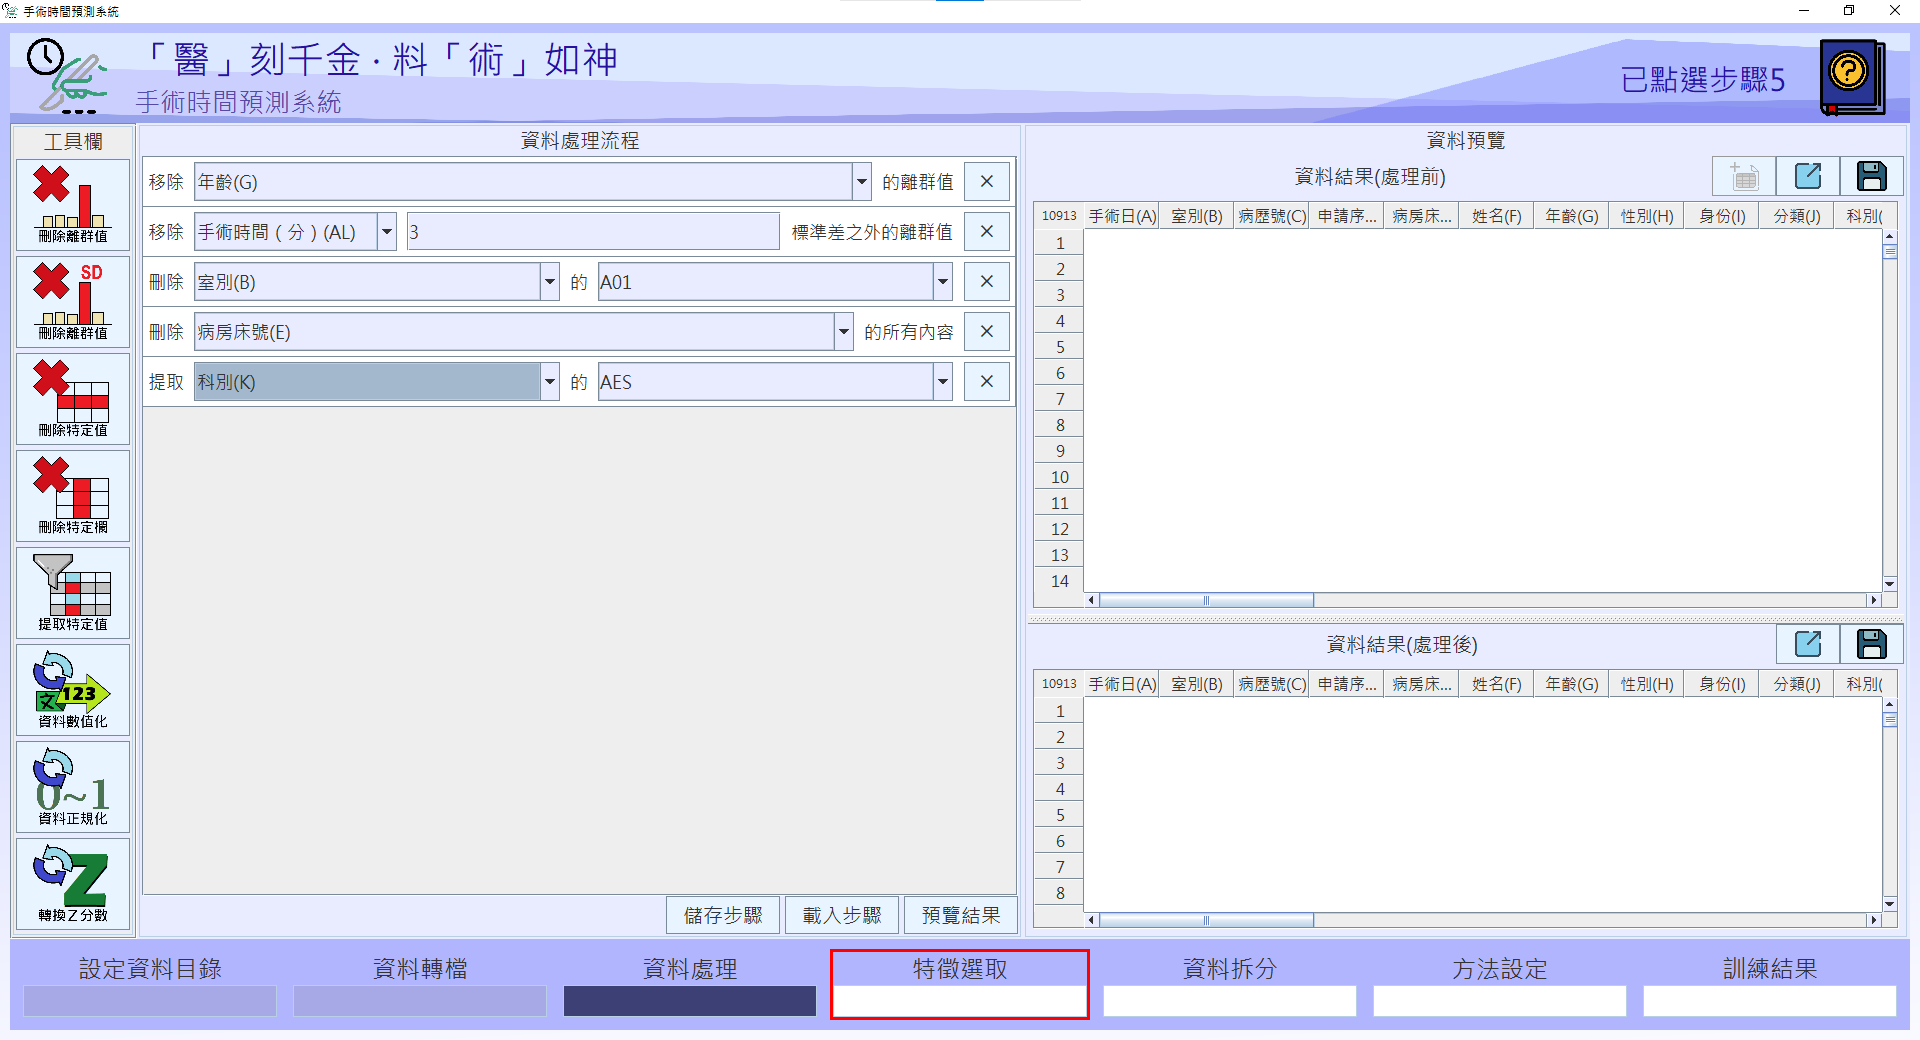 手術時間預測系統
「醫」刻千金·料「術」如神
手術時間預測系統
已點選步驟5
工具欄
刪除離群值
SD
刪除離群值
刪除特定值
刪除特定欄
提取特定值
文 123
資料數值化
0~1
資料正規化
Z
轉換Z分數
資料處理流程
移除 年齡(G) 的離群值 ×
移除 手術時間(分)(AL) 3 標準差之外的離群值 ×
刪除 室別(B) 的 A01 ×
刪除 病房床號(E) 的所有內容 ×
提取 科別(K) 的 AES ×
儲存步驟 載入步驟 預覽結果
資料預覽
資料結果(處理前)
10913 手術日(A) 室別(B) 病歷號(C) 申請序... 病房床... 姓名(F) 年齡(G) 性別(H) 身份(I) 分類(J) 科別(
1
2
3
4
5
6
7
8
9
10
11
12
13
14
資料結果(處理後)
10913 手術日(A) 室別(B) 病歷號(C) 申請序... 病房床... 姓名(F) 年齡(G) 性別(H) 身份(I) 分類(J) 科別(
1
2
3
4
5
6
7
8
設定資料目錄 資料轉檔 資料處理 特徵選取 資料拆分 方法設定 訓練結果